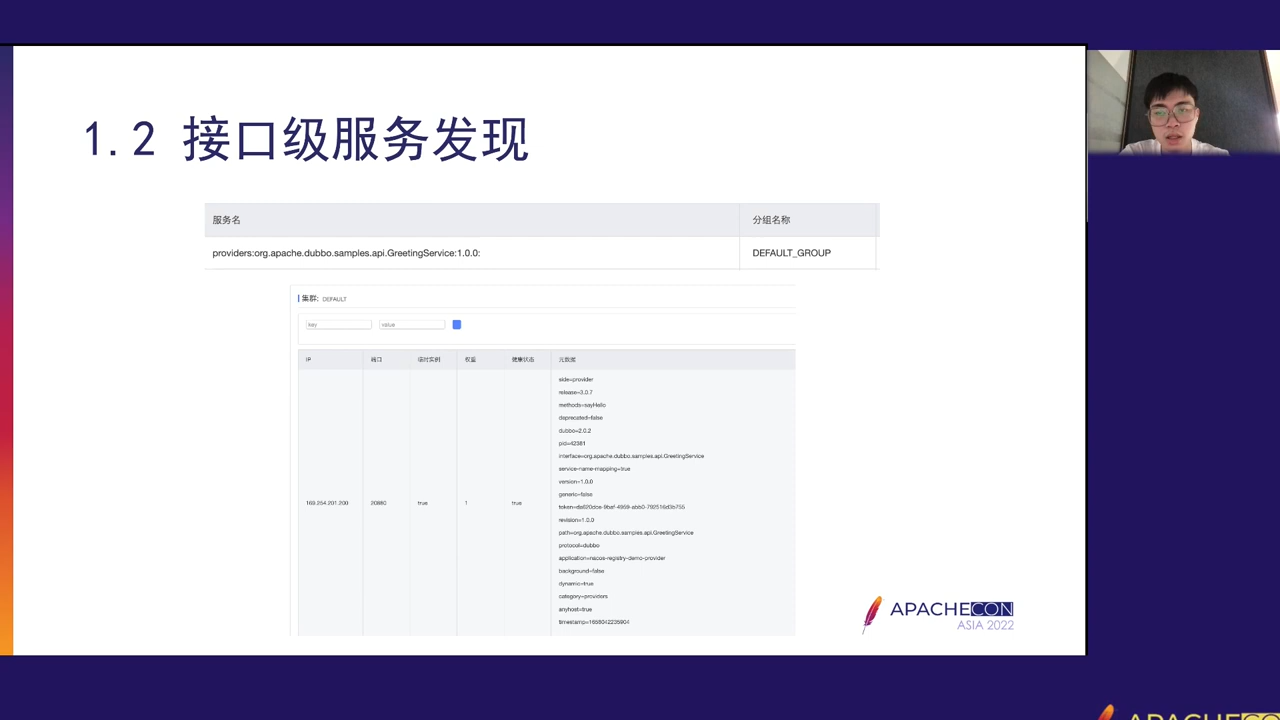 1.2 接口级服务发现
服务名 分组名称
providers:org.apache.dubbo.samples.api.GreetingService:1.0.0: DEFAULT_GROUP
集群: DEFAULT
key value
IP 端口 临时实例 权重 健康状态 元数据
side=provider
release=3.0.7
methods=sayHello
deprecated=false
dubbo=2.0.2
pid=42381
interface=org.apache.dubbo.samples.api.GreetingService
service-name-mapping=true
version=1.0.0
generic=false
169.254.201.200 20880 true 1 true
revision=1.0.0
path=org.apache.dubbo.samples.api.GreetingService
protocol=dubbo
application=nacos-registry-demo-provider
background=false
dynamic=true
category=providers
anyhost=true
timestamp=1658042235904
APACHECON
ASIA 2022